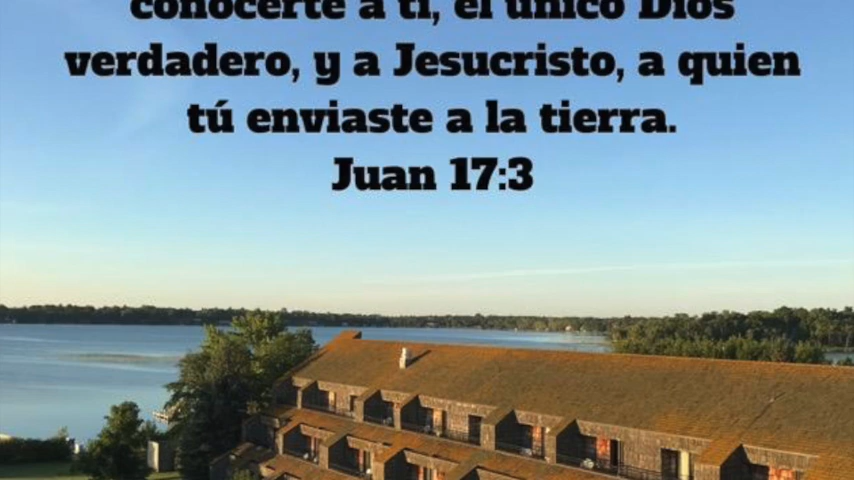 conocerte a ti, el único Dios
verdadero, y a Jesucristo, a quien
tú enviaste a la tierra.
Juan 17:3